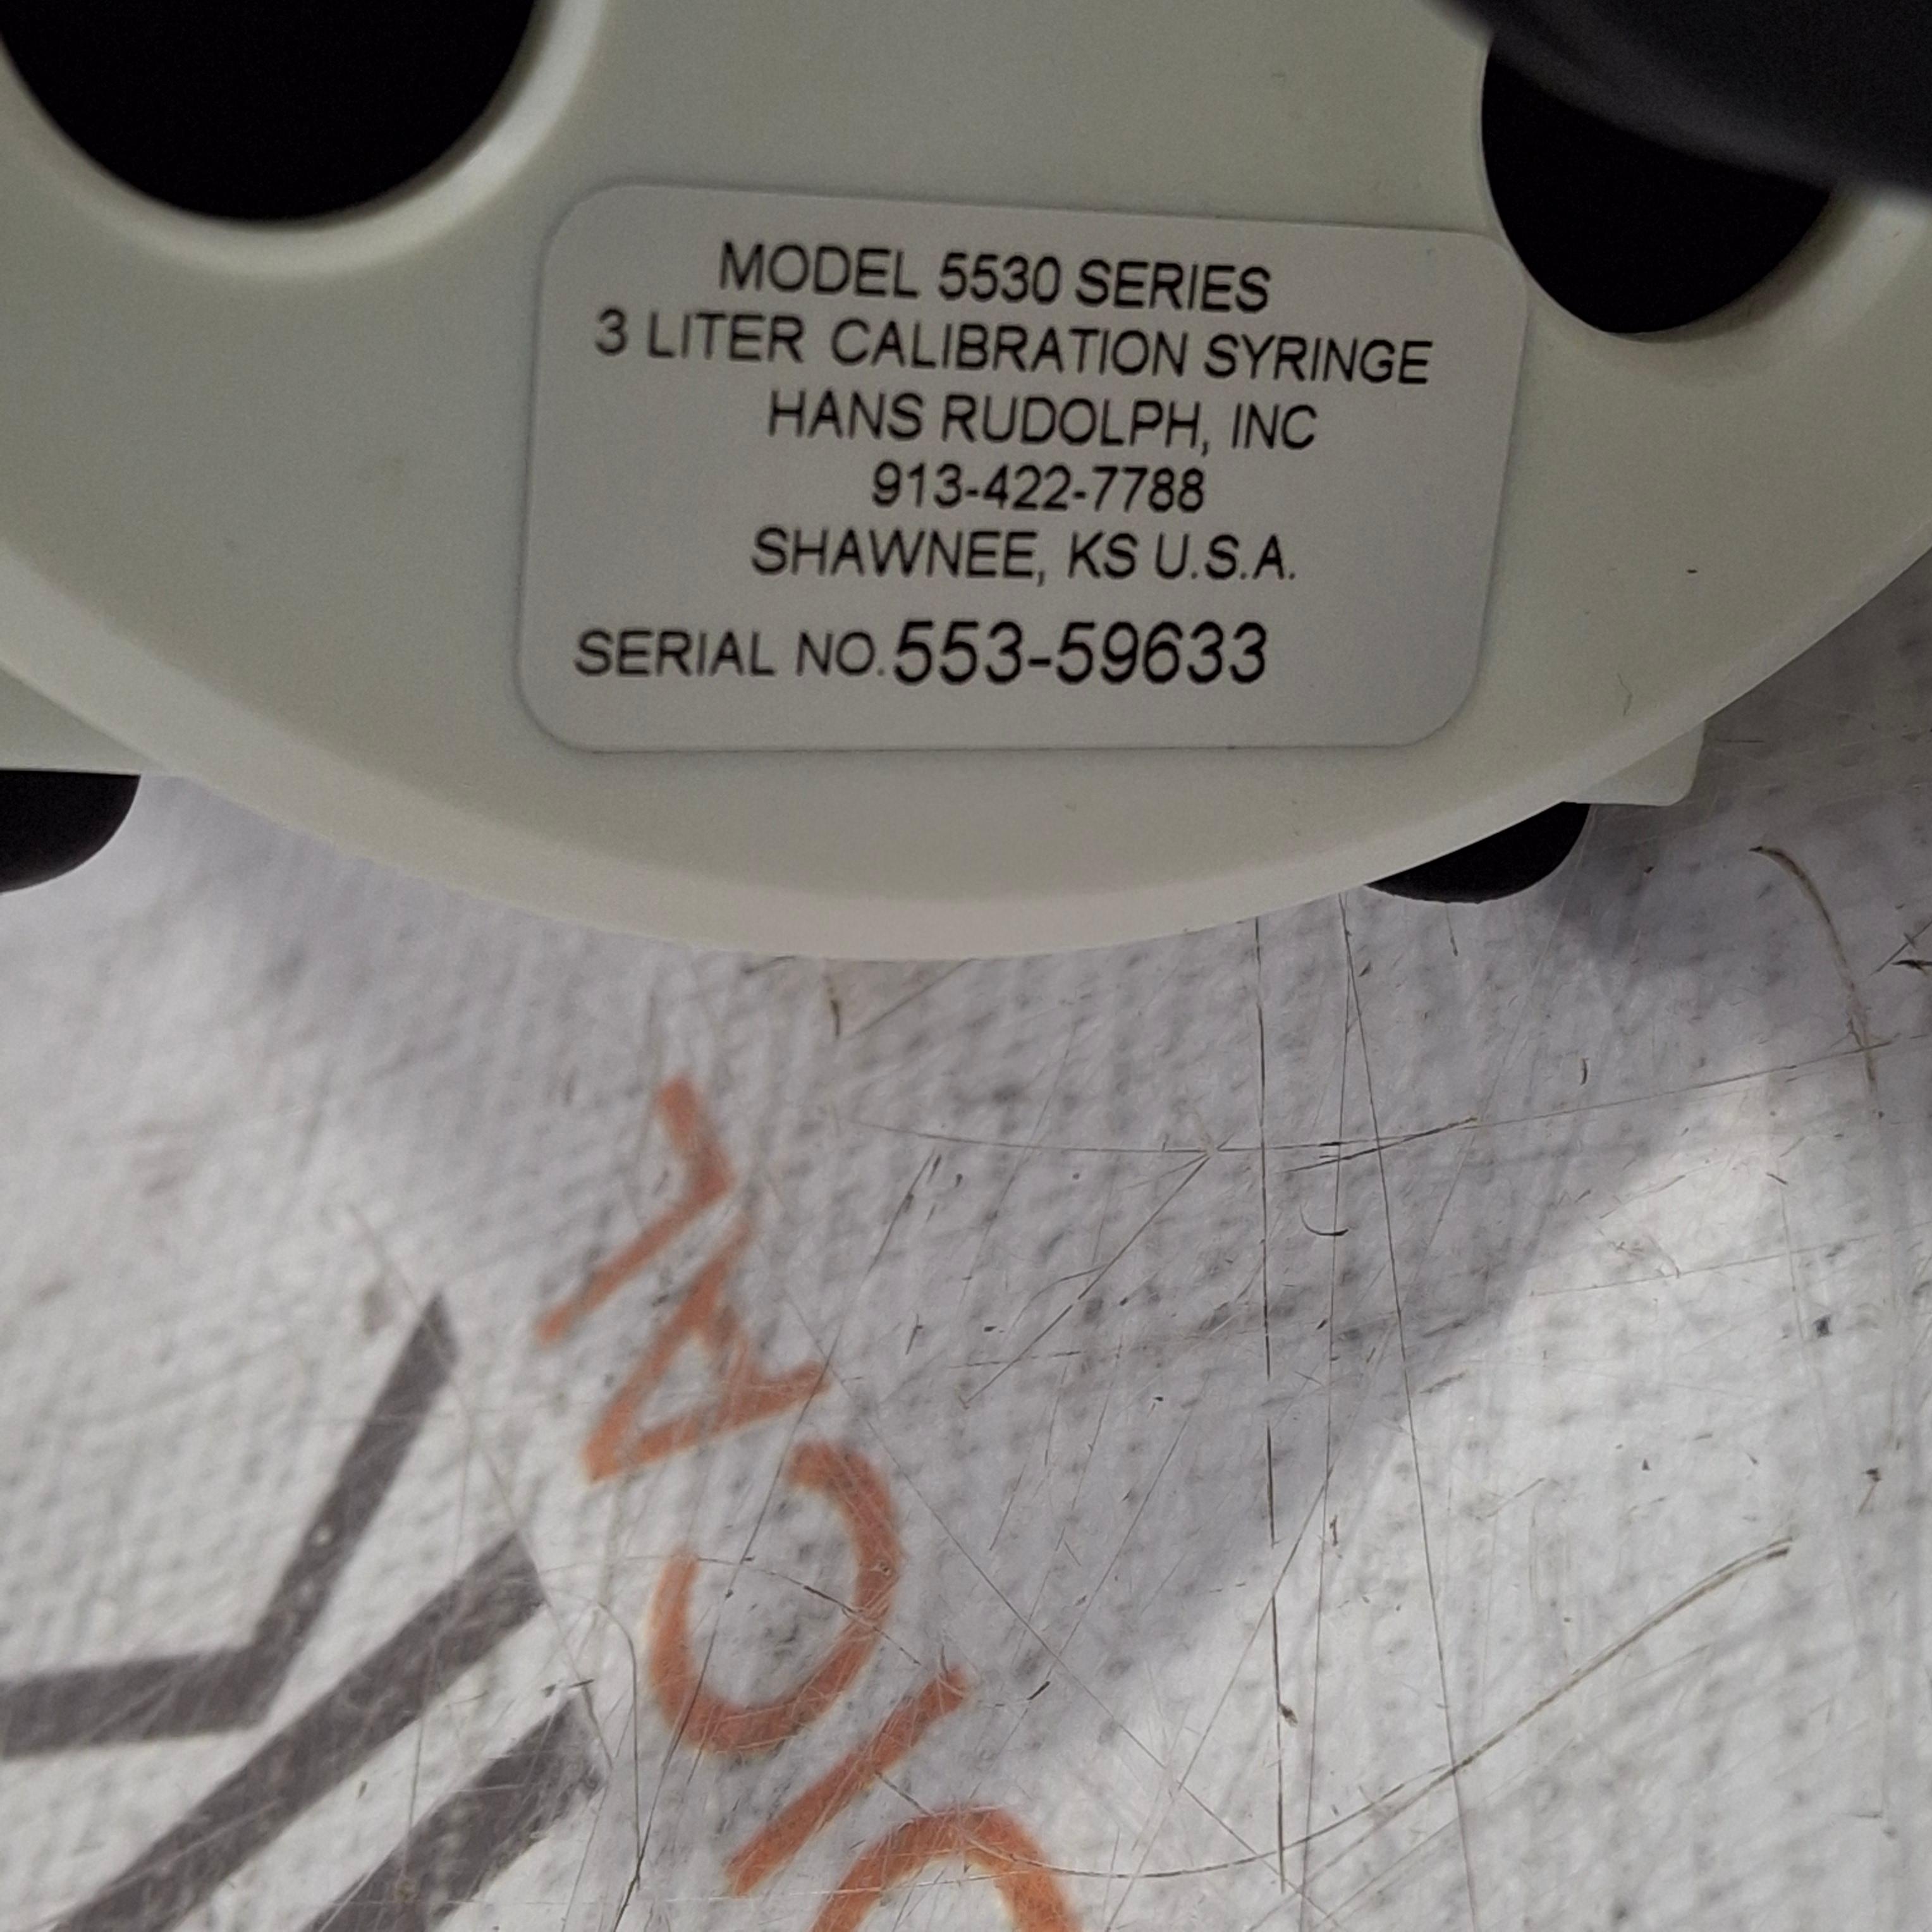 MODEL 5530 SERIES
3 LITER CALIBRATION SYRINGE
HANS RUDOLPH, INC
913-422-7788
SHAWNEE, KS U.S.A.
SERIAL NO. 553-59633